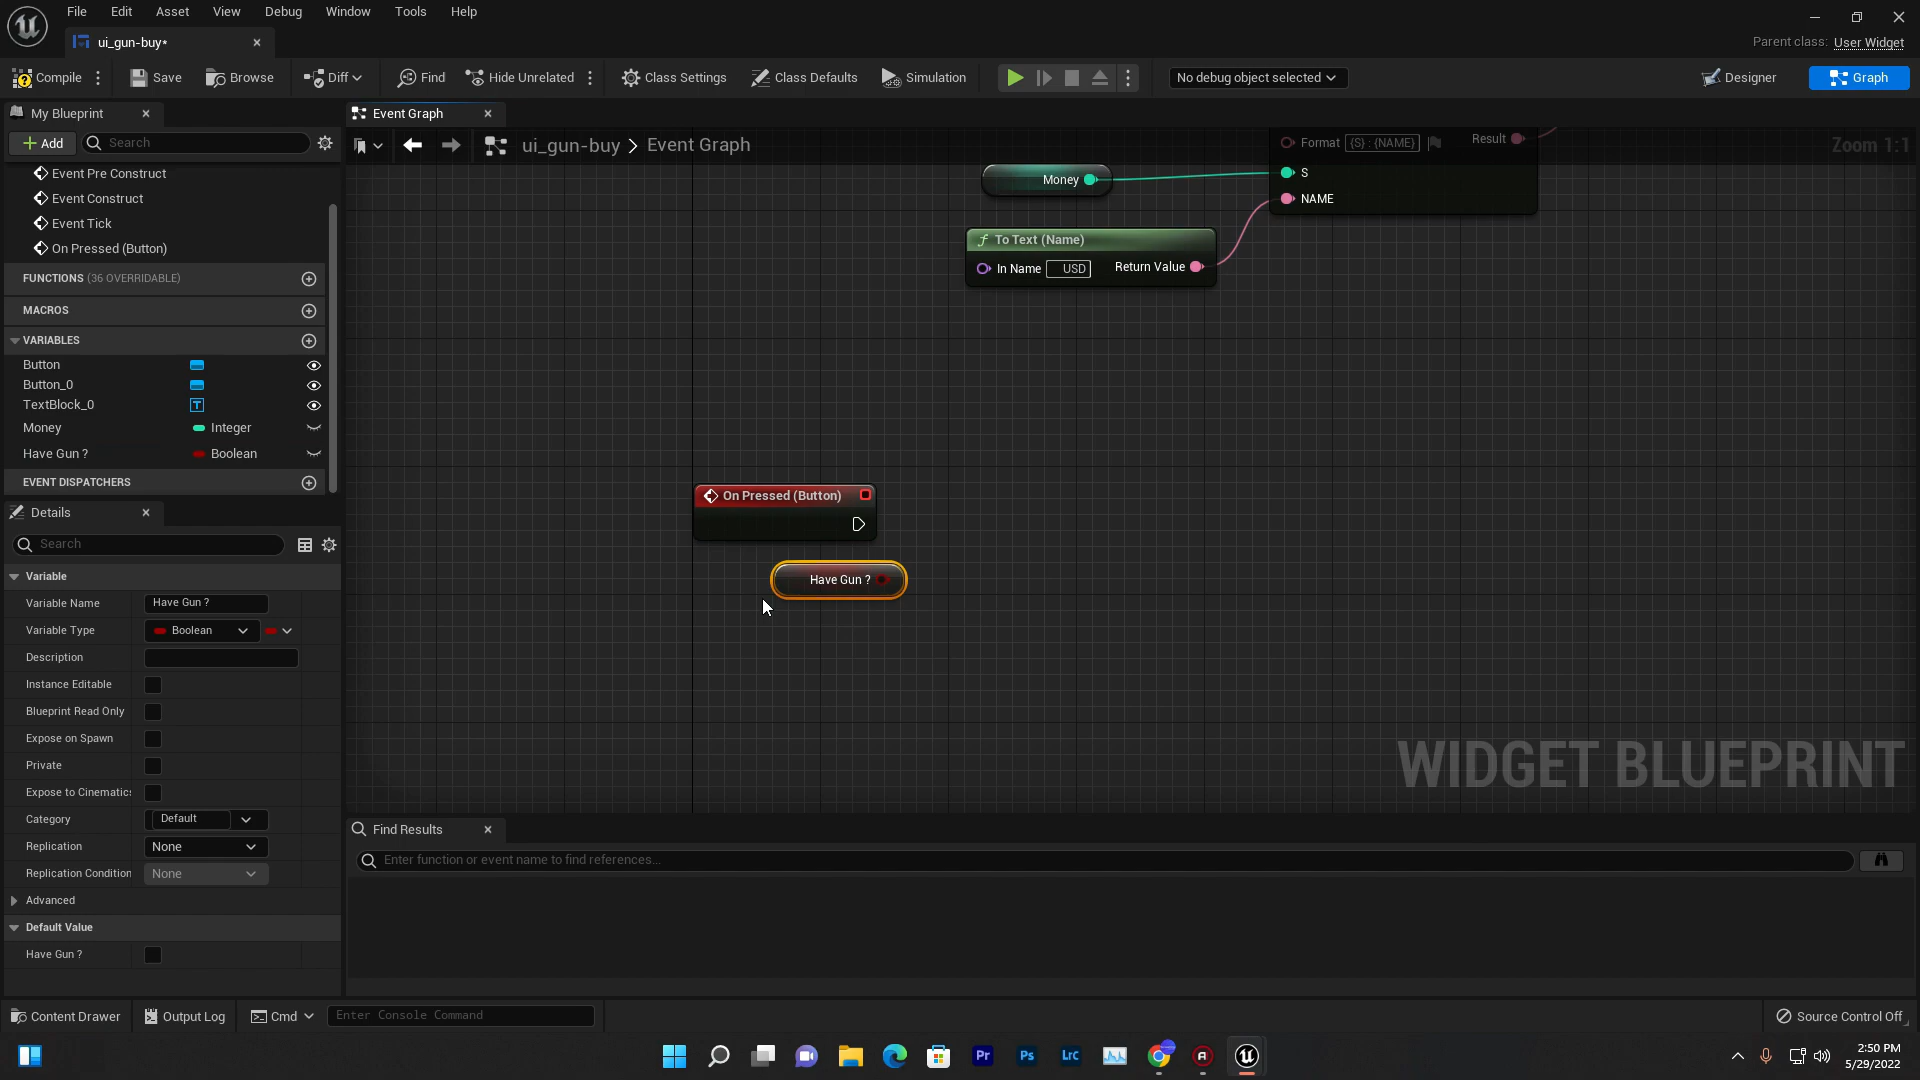 File Edit Asset View Debug Window Tools Help
ui_gun-buy*
Parent class: User Widget
Compile Save Browse Diff Find Hide Unrelated Class Settings Class Defaults Simulation No debug object selected Designer Graph
My Blueprint Event Graph
Add Search ui_gun-buy > Event Graph Zoom 1:1
Event Pre Construct
Event Construct
Event Tick
On Pressed (Button)
FUNCTIONS (36 OVERRIDABLE)
MACROS
VARIABLES
Button
Button_0
TextBlock_0
Money Integer
Have Gun ? Boolean
EVENT DISPATCHERS
Format {S} : {NAME} Result
Money S
NAME
To Text (Name)
In Name USD Return Value
On Pressed (Button)
Have Gun ?
WIDGET BLUEPRINT
Details
Search
Variable
Variable Name Have Gun ?
Variable Type Boolean
Description
Instance Editable
Blueprint Read Only
Expose on Spawn
Private
Expose to Cinematics
Category Default
Replication None
Replication Condition None
Advanced
Default Value
Have Gun ?
Find Results
Enter function or event name to find references...
Content Drawer Output Log Cmd Enter Console Command Source Control Off
Pr Ps Lrc
2:50 PM
5/29/2022